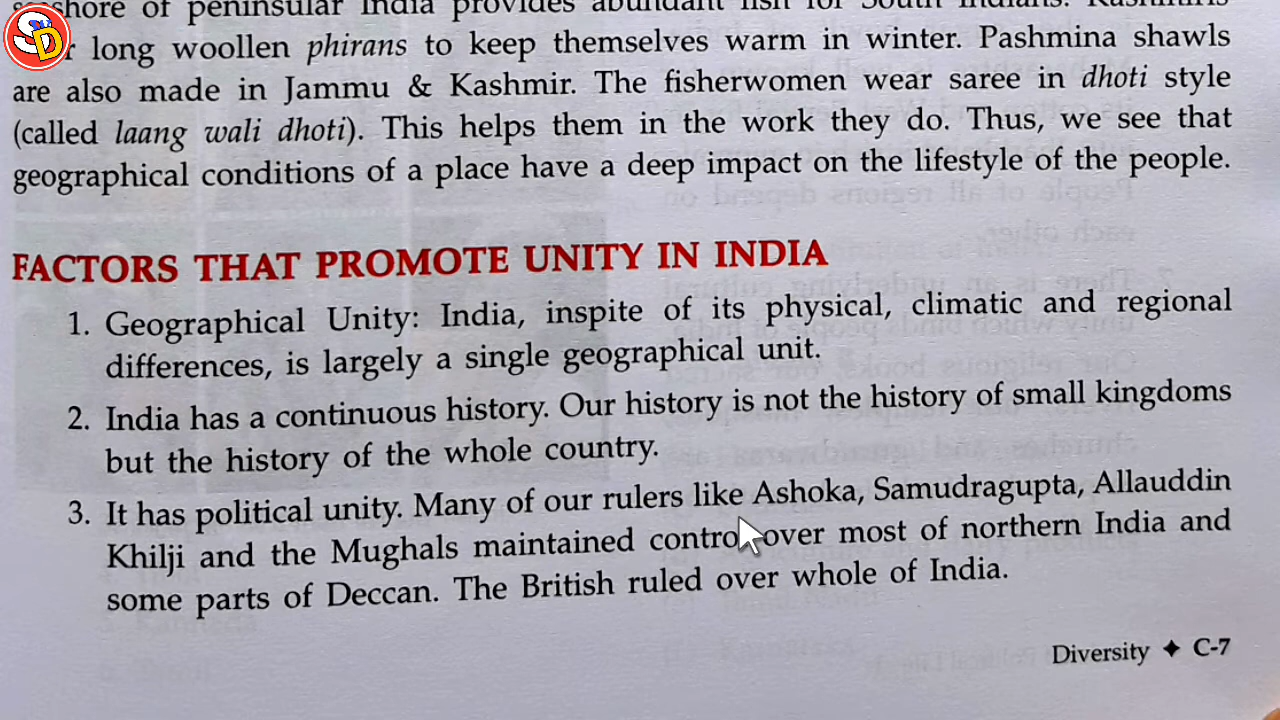 seashore of peninsular India provides abundant fish for South Indians. Kashmiris
long woollen phirans to keep themselves warm in winter. Pashmina shawls
are also made in Jammu & Kashmir. The fisherwomen wear saree in dhoti style
(called laang wali dhoti). This helps them in the work they do. Thus, we see that
geographical conditions of a place have a deep impact on the lifestyle of the people.
FACTORS THAT PROMOTE UNITY IN INDIA
1. Geographical Unity: India, inspite of its physical, climatic and regional
differences, is largely a single geographical unit.
2. India has a continuous history. Our history is not the history of small kingdoms
but the history of the whole country.
3. It has political unity. Many of our rulers like Ashoka, Samudragupta, Allauddin
Khilji and the Mughals maintained control over most of northern India and
some parts of Deccan. The British ruled over whole of India.
Diversity ✦ C-7